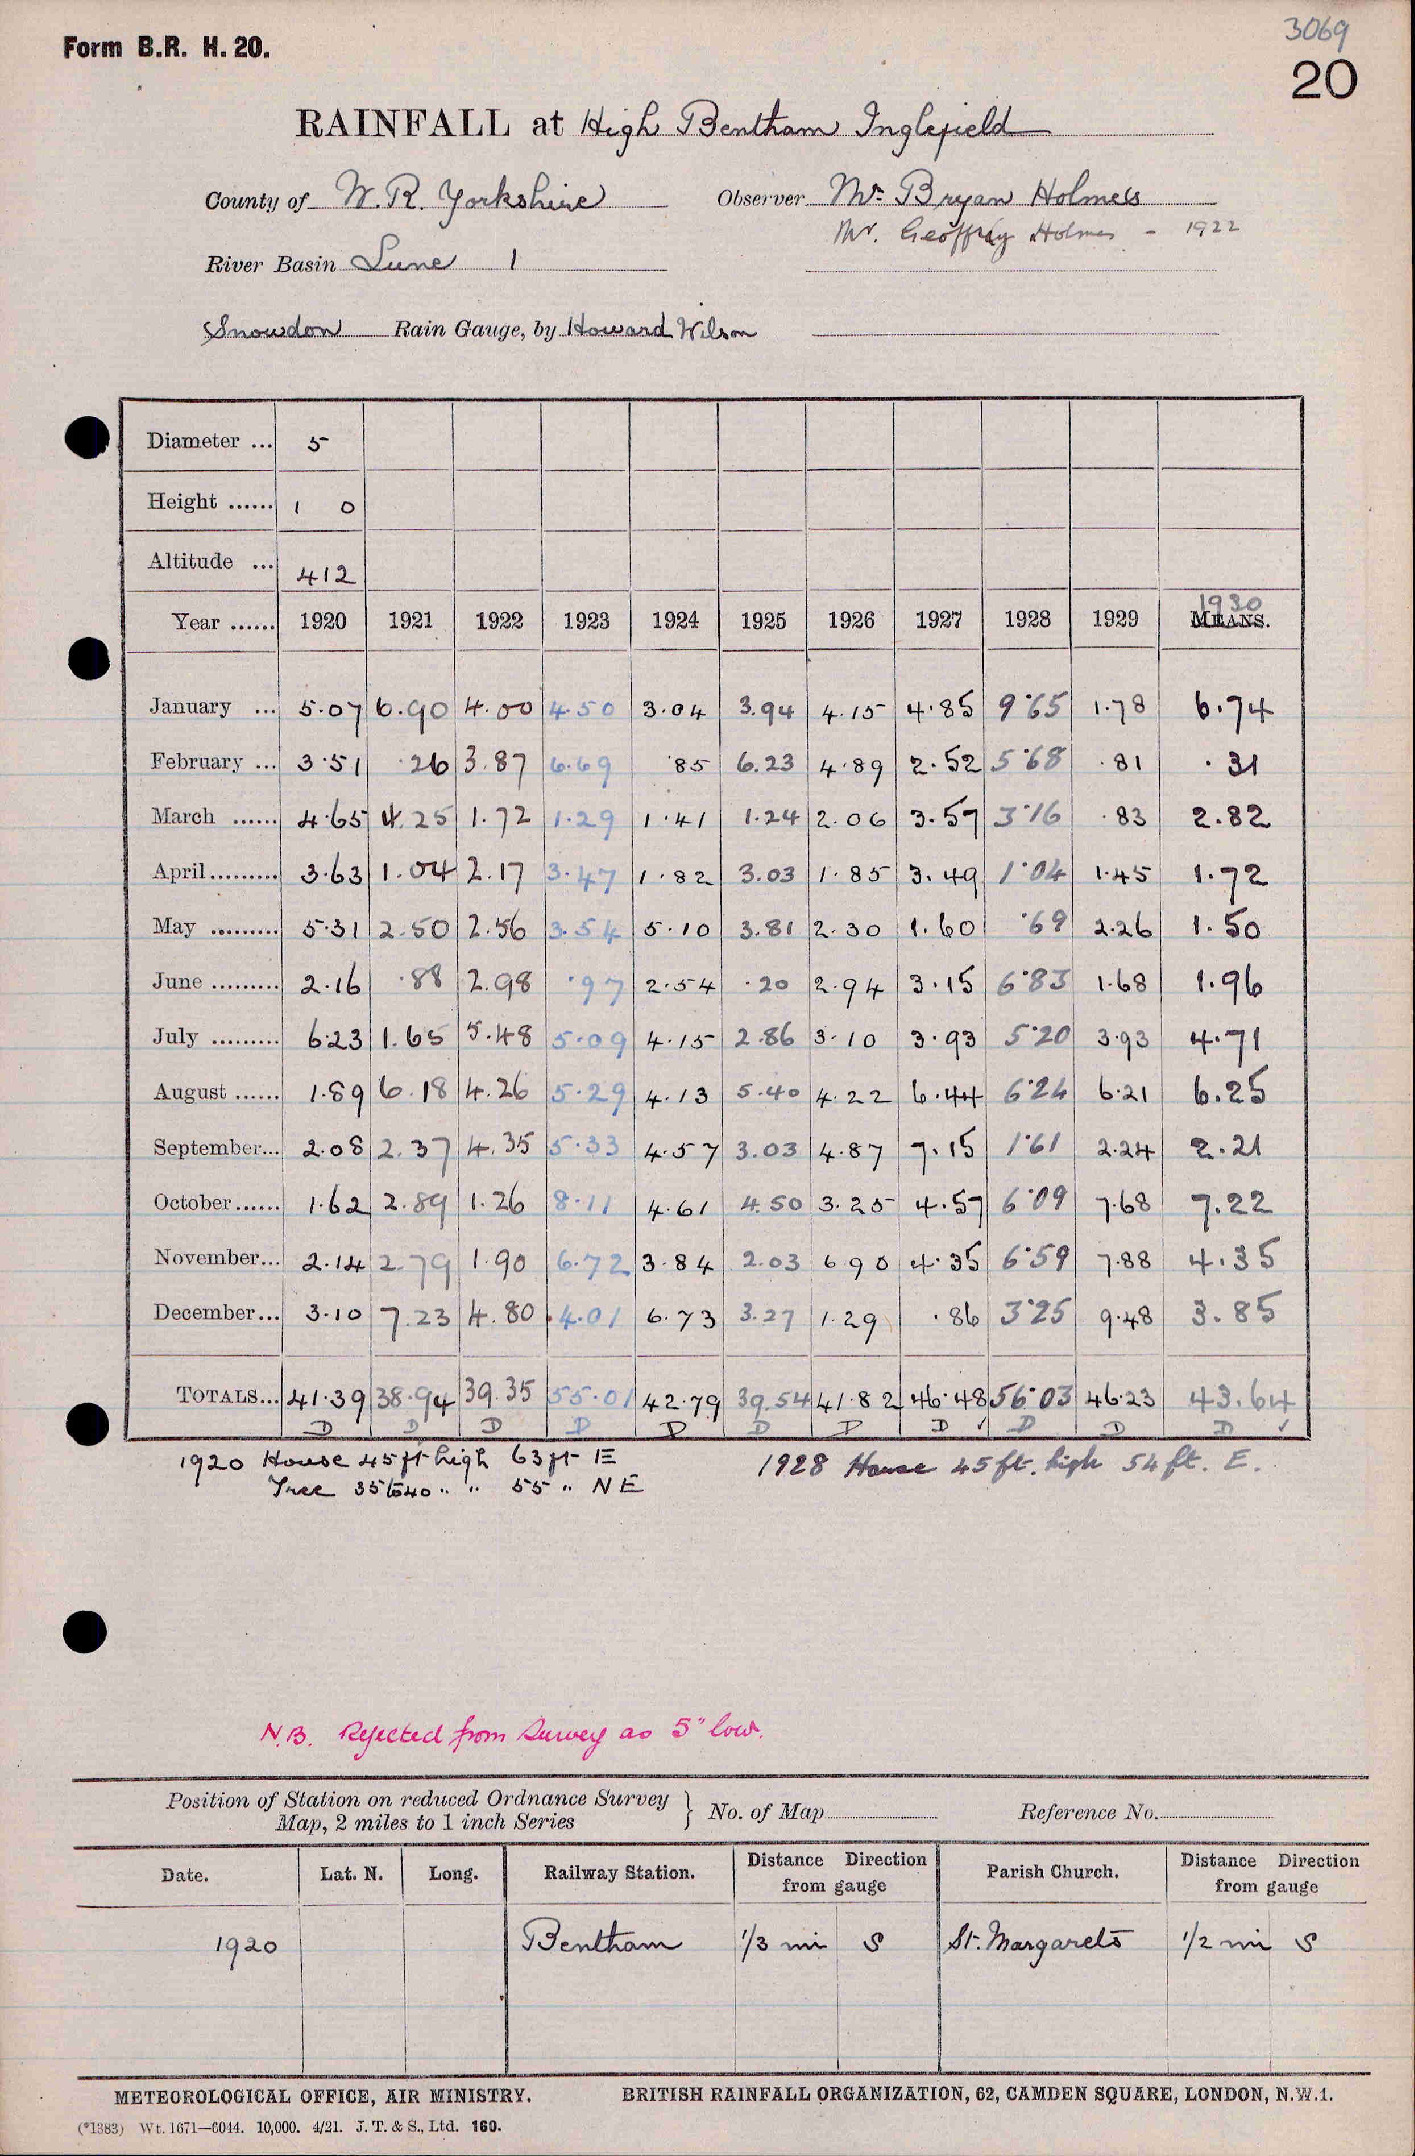 3069
Form B.R. H. 20.
20
RAINFALL at High Bentham Inglefield
County of W. R. Yorkshire Observer Mr. Bryan Holmes
Mr. Geoffrey Holmes - 1922
River Basin Lune 1
Snowdon Rain Gauge, by Howard Wilson
Diameter ... 5
Height ...... 1 0
Altitude ... 412
1930
Year ...... 1920 1921 1922 1923 1924 1925 1926 1927 1928 1929 MEANS.
January ... 5.07 6.90 4.00 4.50 3.04 3.94 4.15 4.85 9.65 1.78 6.74
February ... 3.51 .26 3.87 6.69 .85 6.23 4.89 2.52 5.68 .81 .31
March ...... 4.65 4.25 1.72 1.29 1.41 1.24 2.06 3.57 3.16 .83 2.82
April......... 3.63 1.04 2.17 3.47 1.82 3.03 1.85 3.49 1.04 1.45 1.72
May ......... 5.31 2.50 2.56 3.54 5.10 3.81 2.30 1.60 .69 2.26 1.50
June ......... 2.16 .88 2.98 .97 2.54 .20 2.94 3.15 6.83 1.68 1.96
July ......... 6.23 1.65 5.48 5.09 4.15 2.86 3.10 3.93 5.20 3.93 4.71
August ...... 1.89 6.18 4.26 5.29 4.13 5.40 4.22 6.44 6.24 6.21 6.25
September... 2.08 2.37 4.35 5.33 4.57 3.03 4.87 7.15 1.61 2.24 2.21
October...... 1.62 2.89 1.26 8.11 4.61 4.50 3.25 4.57 6.09 7.68 7.22
November... 2.14 2.79 1.90 6.72 3.84 2.03 6 90 4.35 6.59 7.88 4.35
December... 3.10 7.23 4.80 4.01 6.73 3.27 1.29 .86 3.25 9.48 3.85
TOTALS... 41.39 38.94 39.35 55.01 42.79 39.54 41.82 46.48 56.03 46.23 43.64
D D D D D D D D ✓ D D D ✓
1920 House 45 ft high 63 ft E 1928 House 45 ft. high 54 ft. E.
Tree 35 to 40 " " 55 " NE
N.B. Rejected from Survey as 5" low.
Position of Station on reduced Ordnance Survey
Map, 2 miles to 1 inch Series } No. of Map Reference No.
Date. Lat. N. Long. Railway Station. Distance Direction from gauge Parish Church. Distance Direction from gauge
1920 Bentham 1/3 mi S St. Margarets 1/2 mi S
METEOROLOGICAL OFFICE, AIR MINISTRY. BRITISH RAINFALL ORGANIZATION, 62, CAMDEN SQUARE, LONDON, N.W.1.
(*1383) Wt. 1671—6044. 10,000. 4/21. J. T. & S., Ltd. 160.